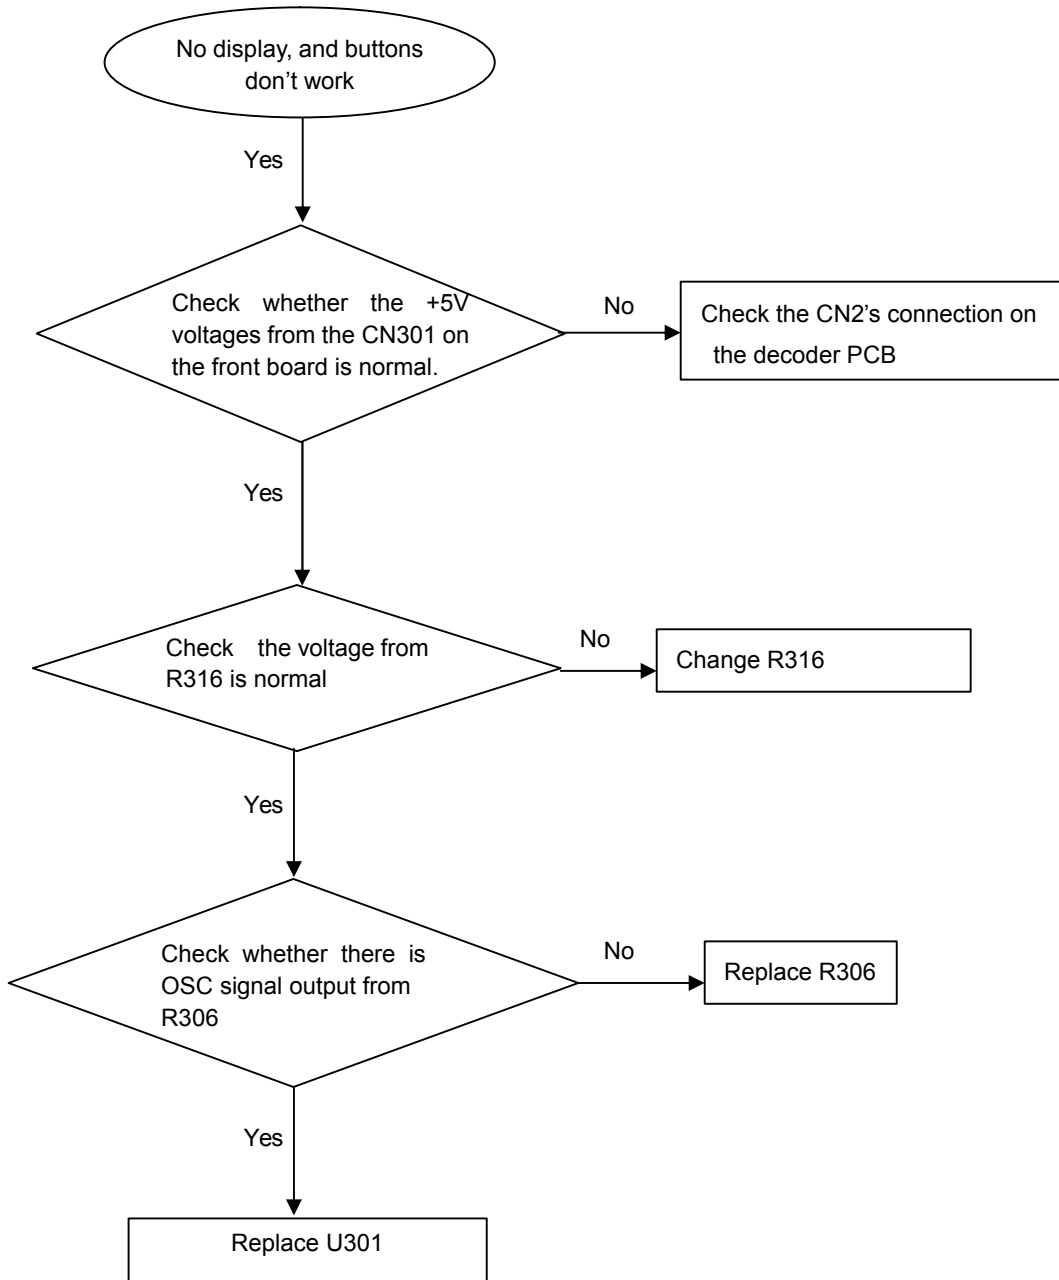 No display, and buttons
don’t work
Yes
Check whether the +5V
voltages from the CN301 on
the front board is normal.
No
Check the CN2’s connection on
the decoder PCB
Yes
Check the voltage from
R316 is normal
No
Change R316
Yes
Check whether there is
OSC signal output from
R306
No
Replace R306
Yes
Replace U301